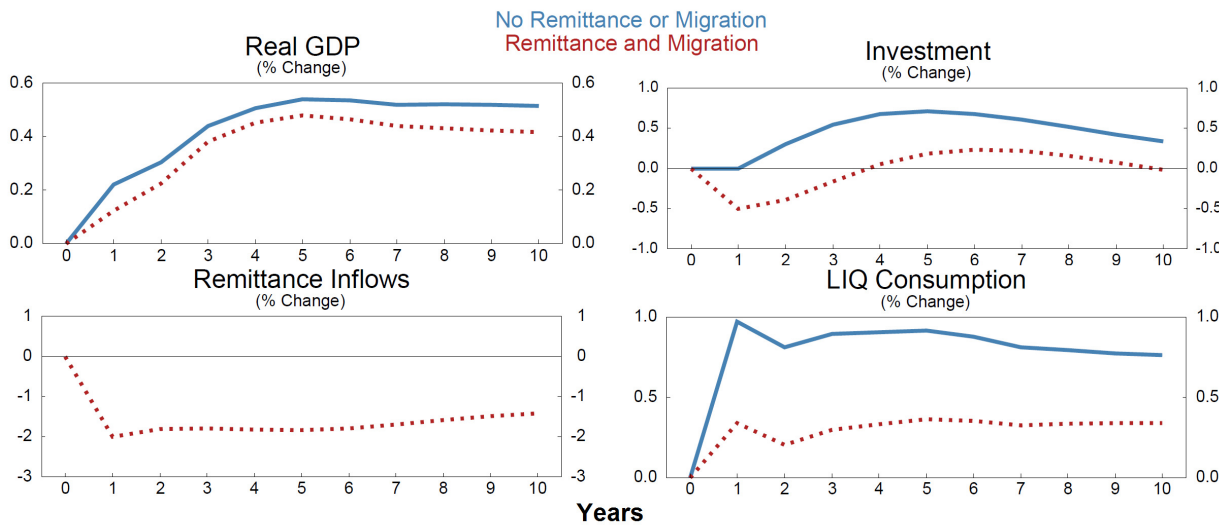 No Remittance or Migration
Remittance and Migration
Real GDP
(% Change)
0.6 0.6
0.4 0.4
0.2 0.2
0.0 0.0
0 1 2 3 4 5 6 7 8 9 10
Investment
(% Change)
1.0 1.0
0.5 0.5
0.0 0.0
-0.5 -0.5
-1.0 -1.0
0 1 2 3 4 5 6 7 8 9 10
Remittance Inflows
(% Change)
1 1
0 0
-1 -1
-2 -2
-3 -3
0 1 2 3 4 5 6 7 8 9 10
LIQ Consumption
(% Change)
1.0 1.0
0.5 0.5
0.0 0.0
0 1 2 3 4 5 6 7 8 9 10
Years